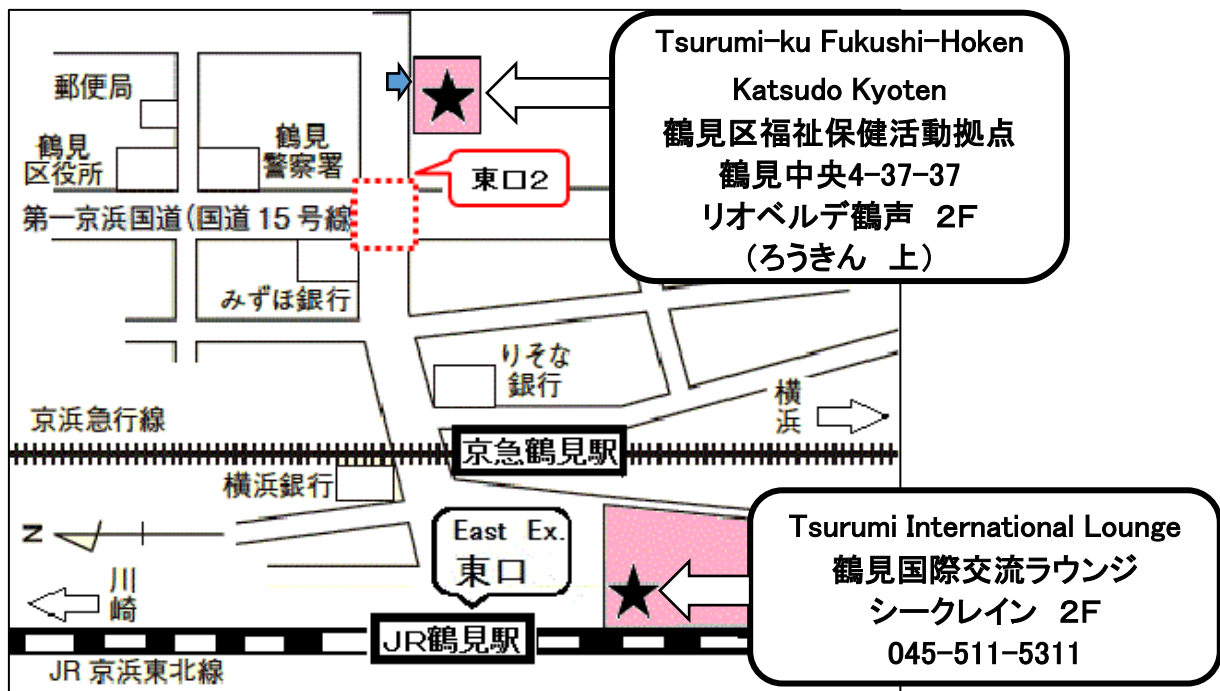 Tsurumi-ku Fukushi-Hoken
Katsudo Kyoten
鶴見区福祉保健活動拠点
鶴見中央4-37-37
リオベルデ鶴声 2F
(ろうきん 上)
郵便局
鶴見
区役所
鶴見
警察署
東口2
第一京浜国道(国道15号線
みずほ銀行
りそな
銀行
横浜
京浜急行線
京急鶴見駅
横浜銀行
N
川崎
East Ex.
東口
Tsurumi International Lounge
鶴見国際交流ラウンジ
シークレイン 2F
045-511-5311
JR鶴見駅
JR京浜東北線